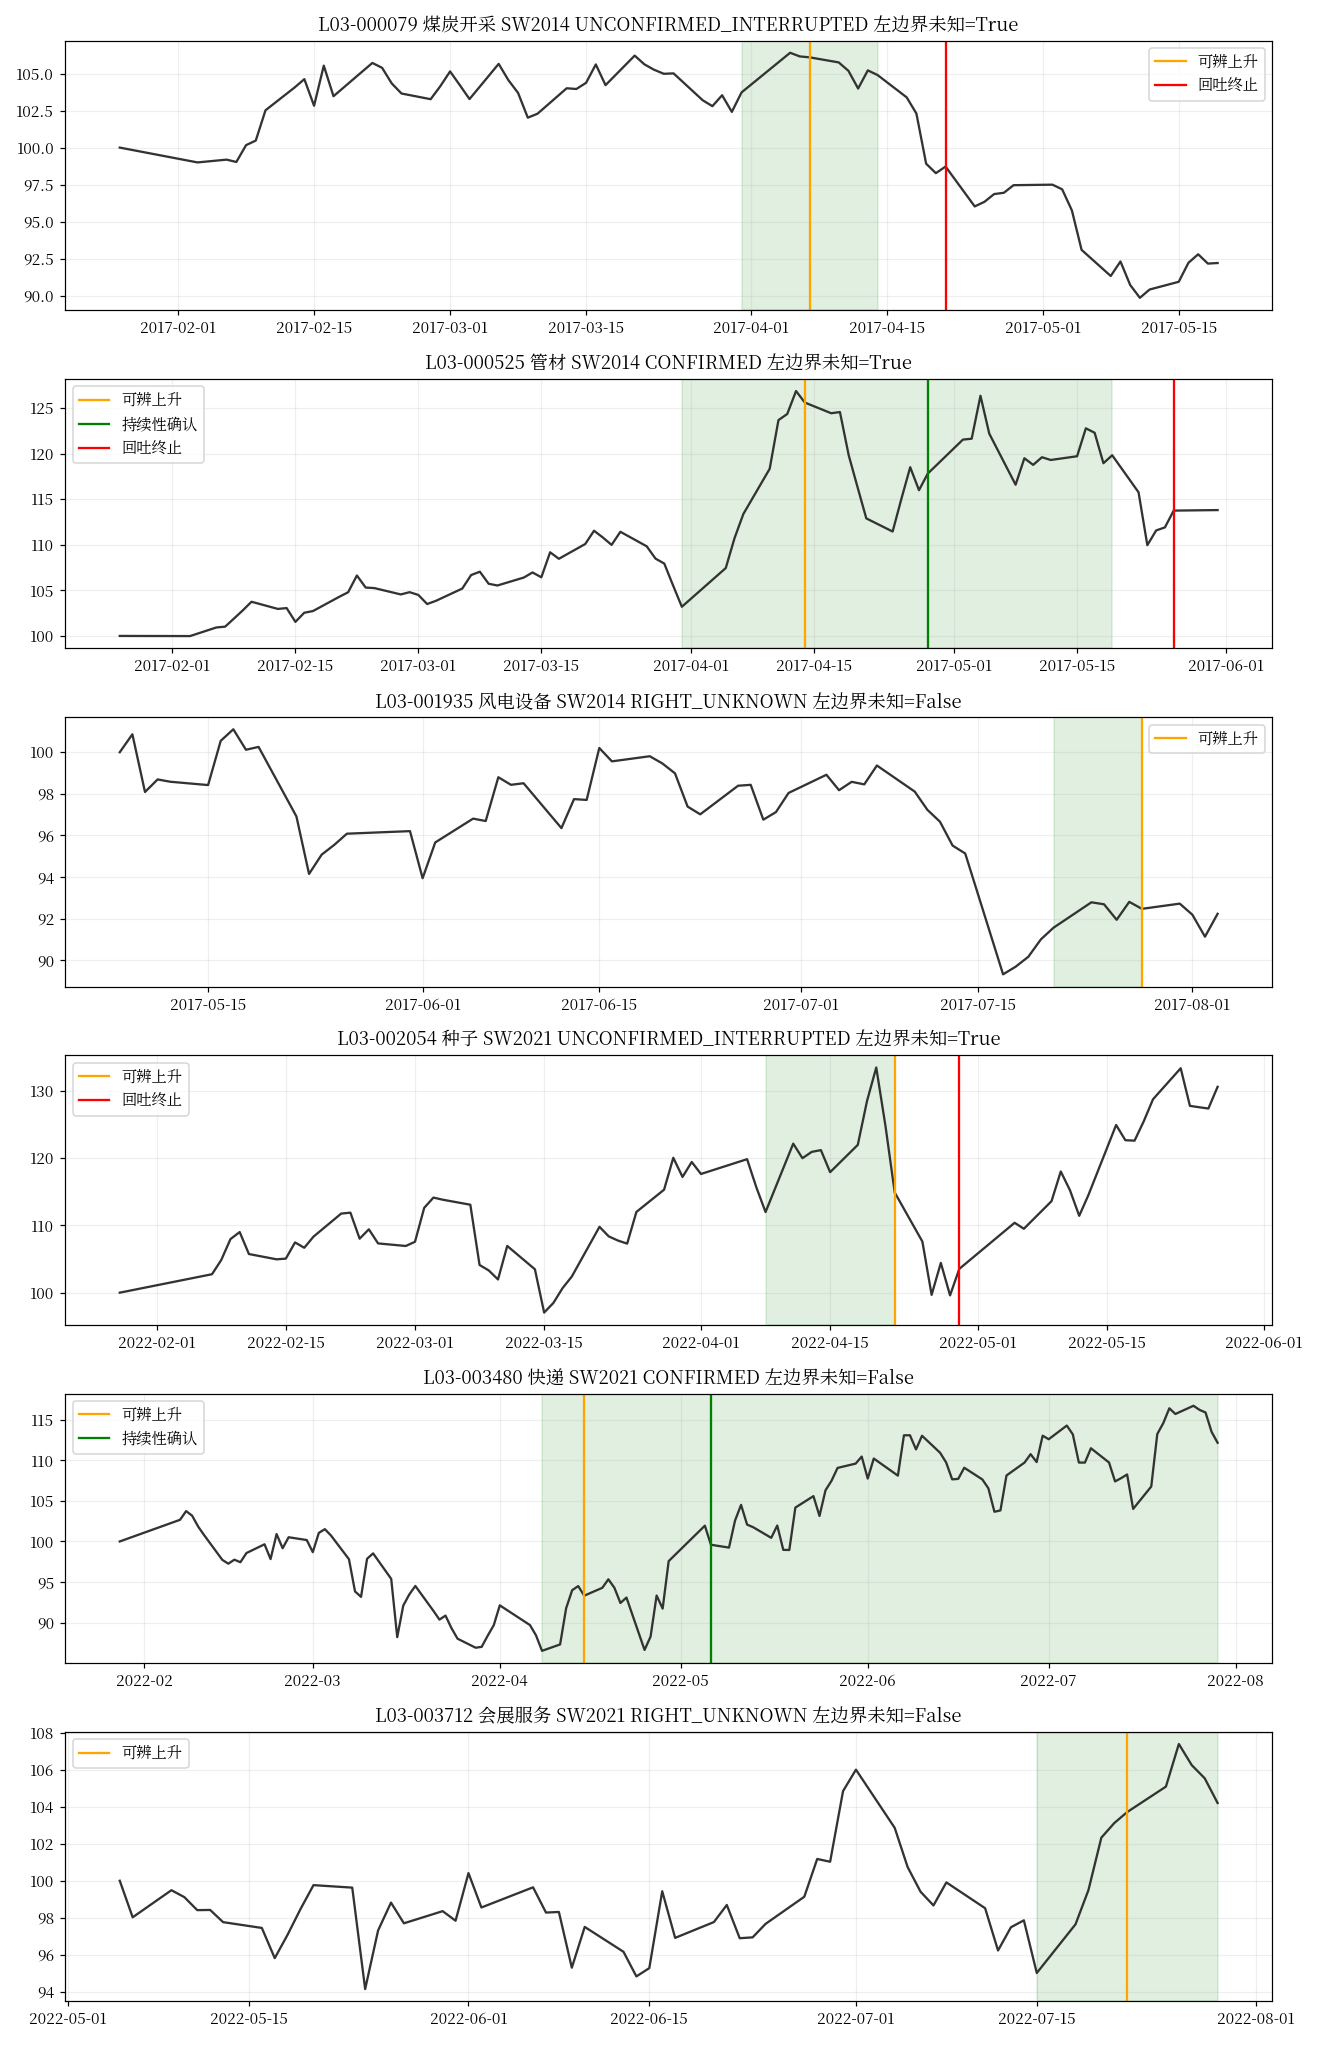 L03-000079 煤炭开采 SW2014 UNCONFIRMED_INTERRUPTED 左边界未知=True
可辨上升
回吐终止
105.0
102.5
100.0
97.5
95.0
92.5
90.0
2017-02-01 2017-02-15 2017-03-01 2017-03-15 2017-04-01 2017-04-15 2017-05-01 2017-05-15
L03-000525 管材 SW2014 CONFIRMED 左边界未知=True
可辨上升
持续性确认
回吐终止
125
120
115
110
105
100
2017-02-01 2017-02-15 2017-03-01 2017-03-15 2017-04-01 2017-04-15 2017-05-01 2017-05-15 2017-06-01
L03-001935 风电设备 SW2014 RIGHT_UNKNOWN 左边界未知=False
可辨上升
100
98
96
94
92
90
2017-05-15 2017-06-01 2017-06-15 2017-07-01 2017-07-15 2017-08-01
L03-002054 种子 SW2021 UNCONFIRMED_INTERRUPTED 左边界未知=True
可辨上升
回吐终止
130
120
110
100
2022-02-01 2022-02-15 2022-03-01 2022-03-15 2022-04-01 2022-04-15 2022-05-01 2022-05-15 2022-06-01
L03-003480 快递 SW2021 CONFIRMED 左边界未知=False
可辨上升
持续性确认
115
110
105
100
95
90
2022-02 2022-03 2022-04 2022-05 2022-06 2022-07 2022-08
L03-003712 会展服务 SW2021 RIGHT_UNKNOWN 左边界未知=False
可辨上升
108
106
104
102
100
98
96
94
2022-05-01 2022-05-15 2022-06-01 2022-06-15 2022-07-01 2022-07-15 2022-08-01